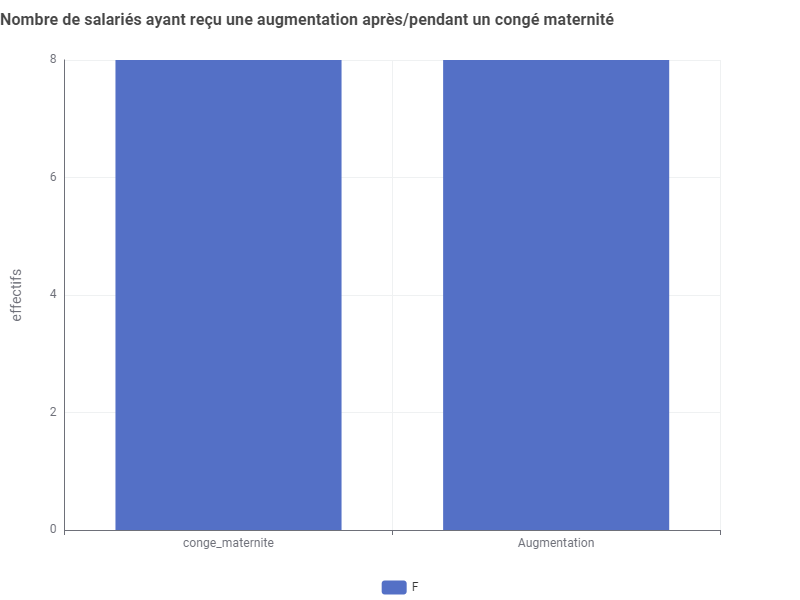 Nombre de salariés ayant reçu une augmentation après/pendant un congé maternité
8
6
4
2
0
effectifs
conge_maternite
Augmentation
F